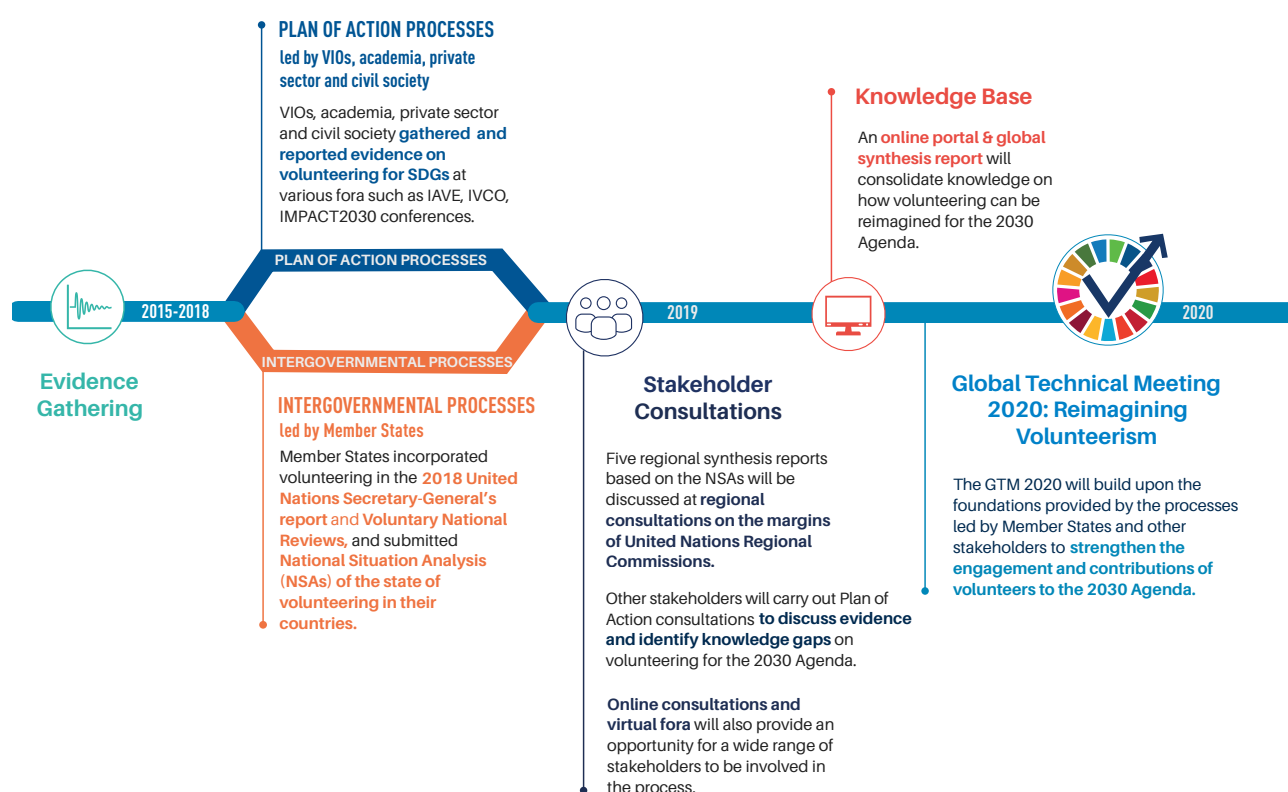 PLAN OF ACTION PROCESSES
led by VIOs, academia, private
sector and civil society
VIOs, academia, private sector
and civil society gathered and
reported evidence on
volunteering for SDGs at
various fora such as IAVE, IVCO,
IMPACT2030 conferences.
PLAN OF ACTION PROCESSES
2015-2018
Evidence
Gathering
INTERGOVERNMENTAL PROCESSES
INTERGOVERNMENTAL PROCESSES
led by Member States
Member States incorporated
volunteering in the 2018 United
Nations Secretary-General's
report and Voluntary National
Reviews, and submitted
National Situation Analysis
(NSAs) of the state of
volunteering in their
countries.
2019
Stakeholder
Consultations
Five regional synthesis reports
based on the NSAs will be
discussed at regional
consultations on the margins
of United Nations Regional
Commissions.
Other stakeholders will carry out Plan of
Action consultations to discuss evidence
and identify knowledge gaps on
volunteering for the 2030 Agenda.
Online consultations and
virtual fora will also provide an
opportunity for a wide range of
stakeholders to be involved in
the process.
Knowledge Base
An online portal & global
synthesis report will
consolidate knowledge on
how volunteering can be
reimagined for the 2030
Agenda.
2020
Global Technical Meeting
2020: Reimagining
Volunteerism
The GTM 2020 will build upon the
foundations provided by the processes
led by Member States and other
stakeholders to strengthen the
engagement and contributions of
volunteers to the 2030 Agenda.